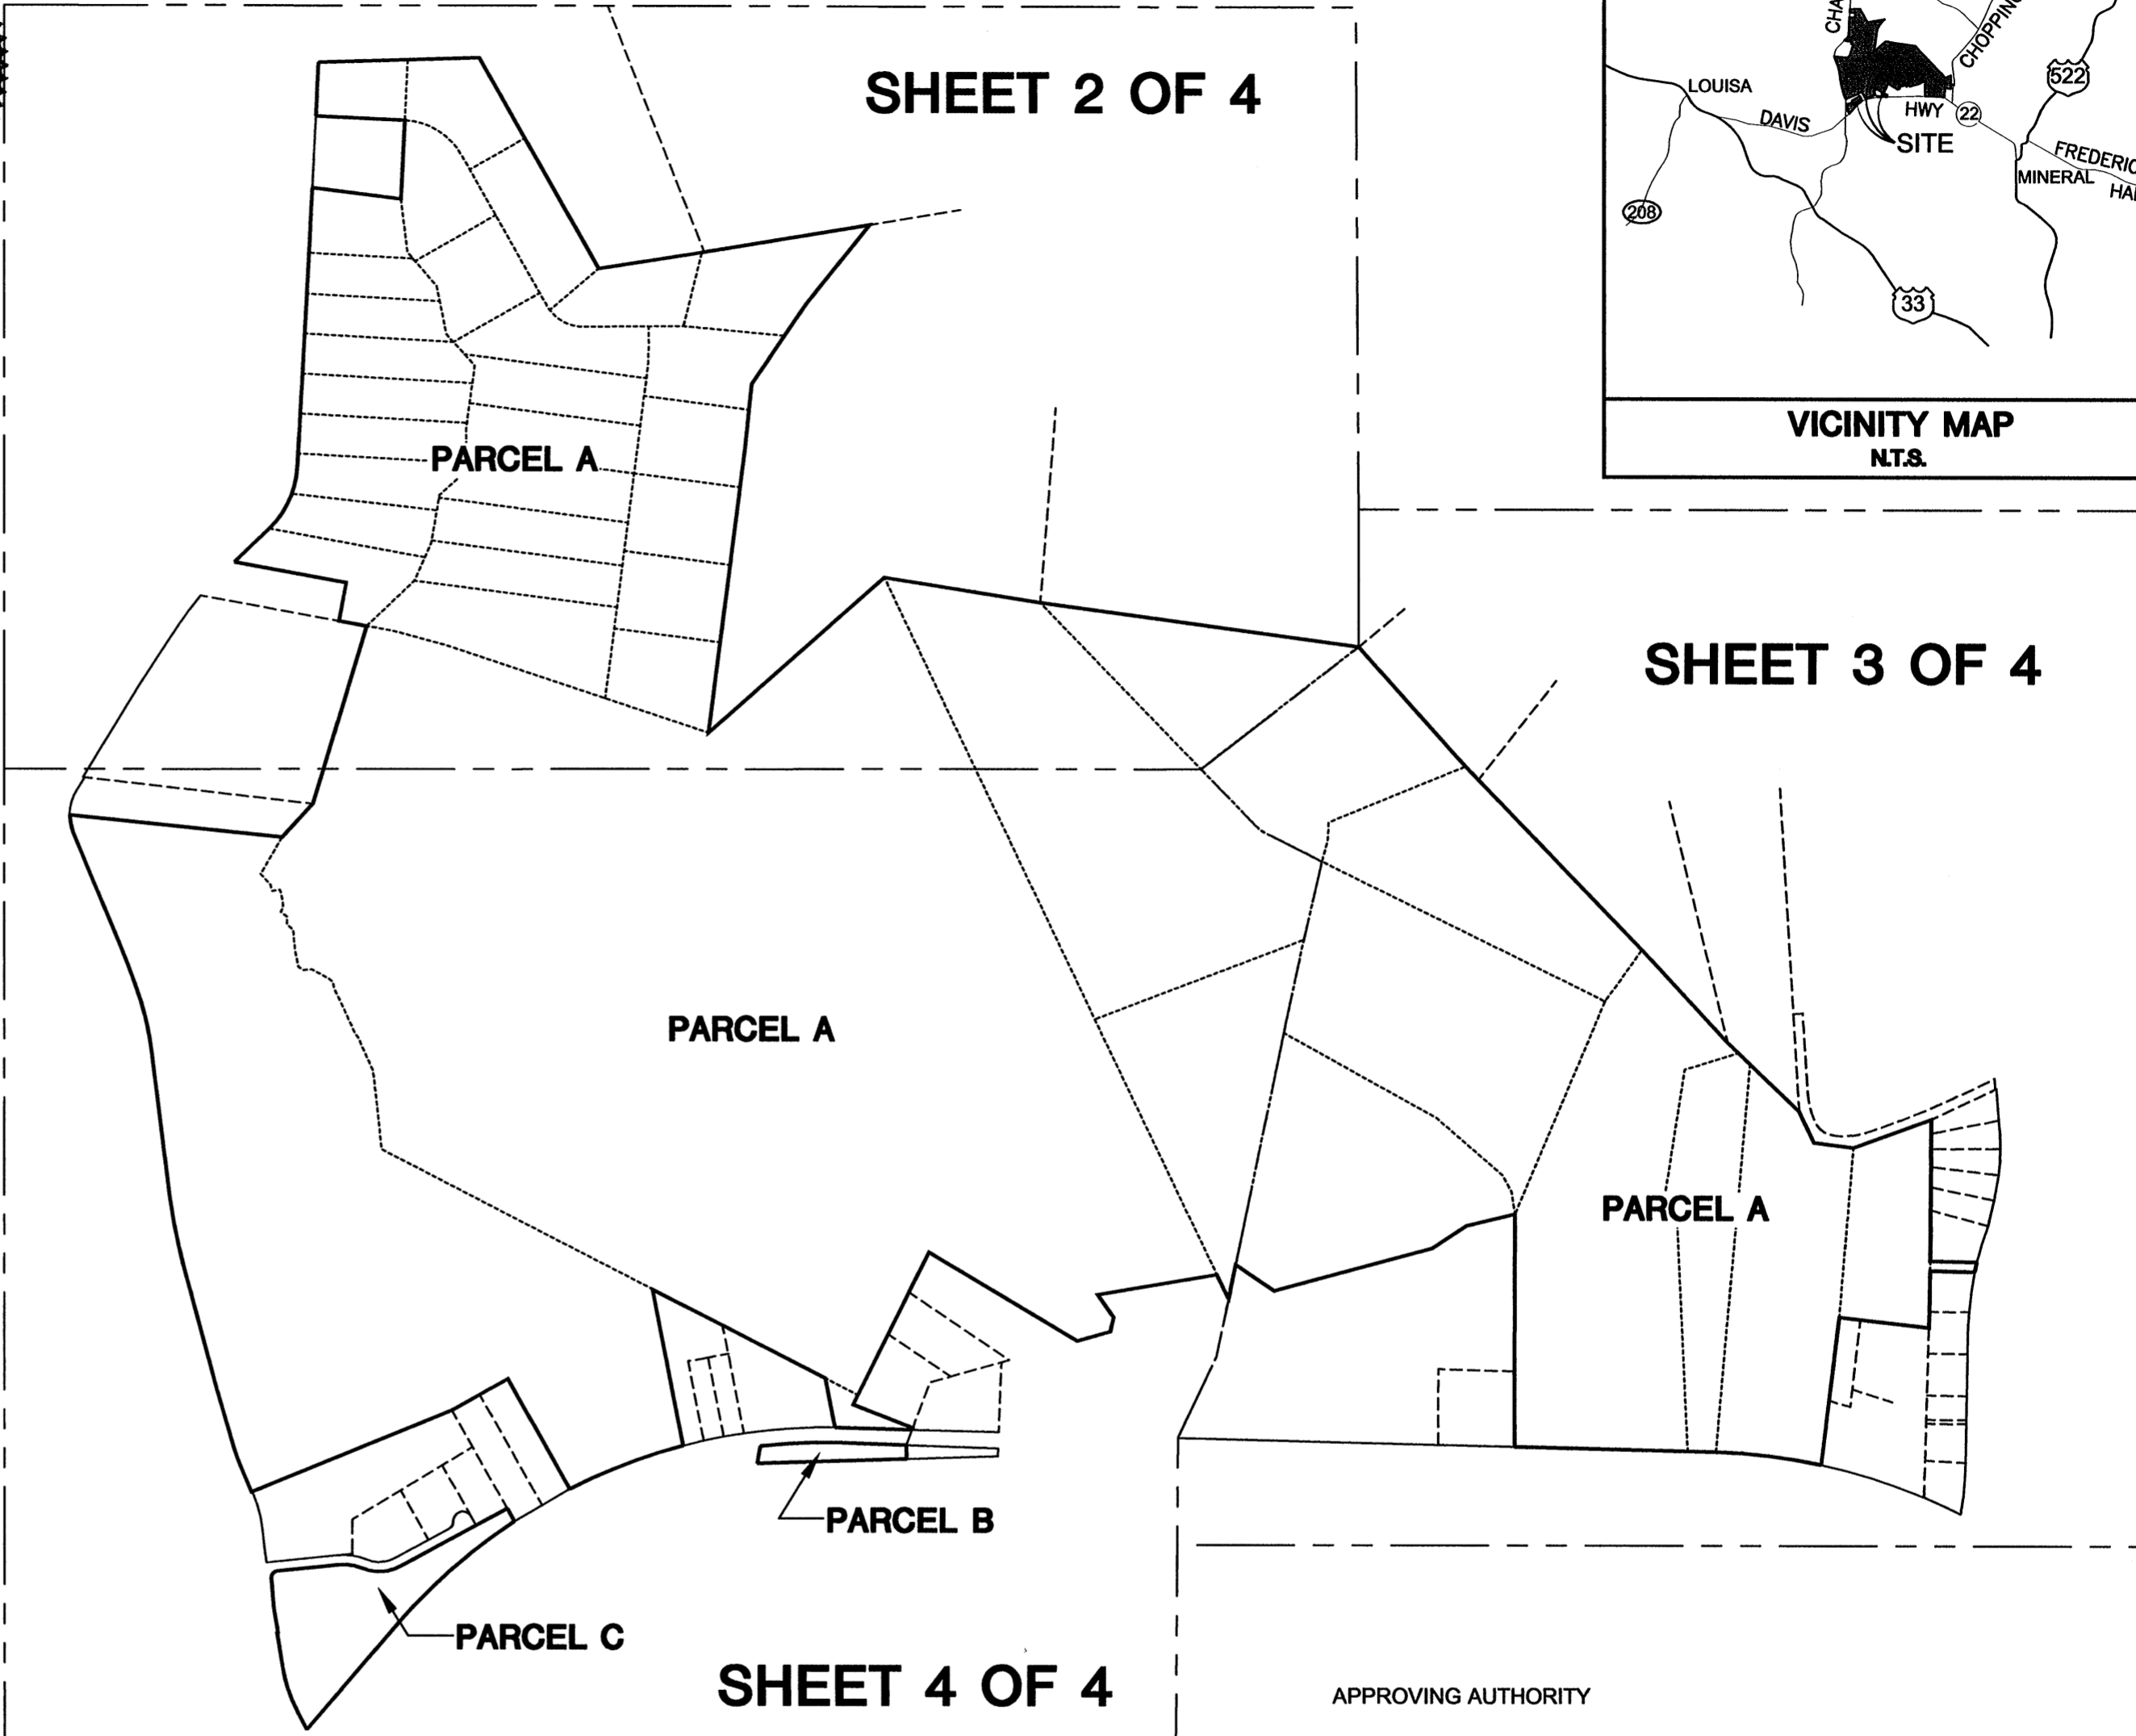 SHEET 2 OF 4
CHOPPING
522
LOUISA
DAVIS
HWY
22
SITE
FREDERIC
MINERAL
208
33
VICINITY MAP
N.T.S.
PARCEL A
SHEET 3 OF 4
PARCEL A
PARCEL A
PARCEL B
PARCEL C
SHEET 4 OF 4
APPROVING AUTHORITY